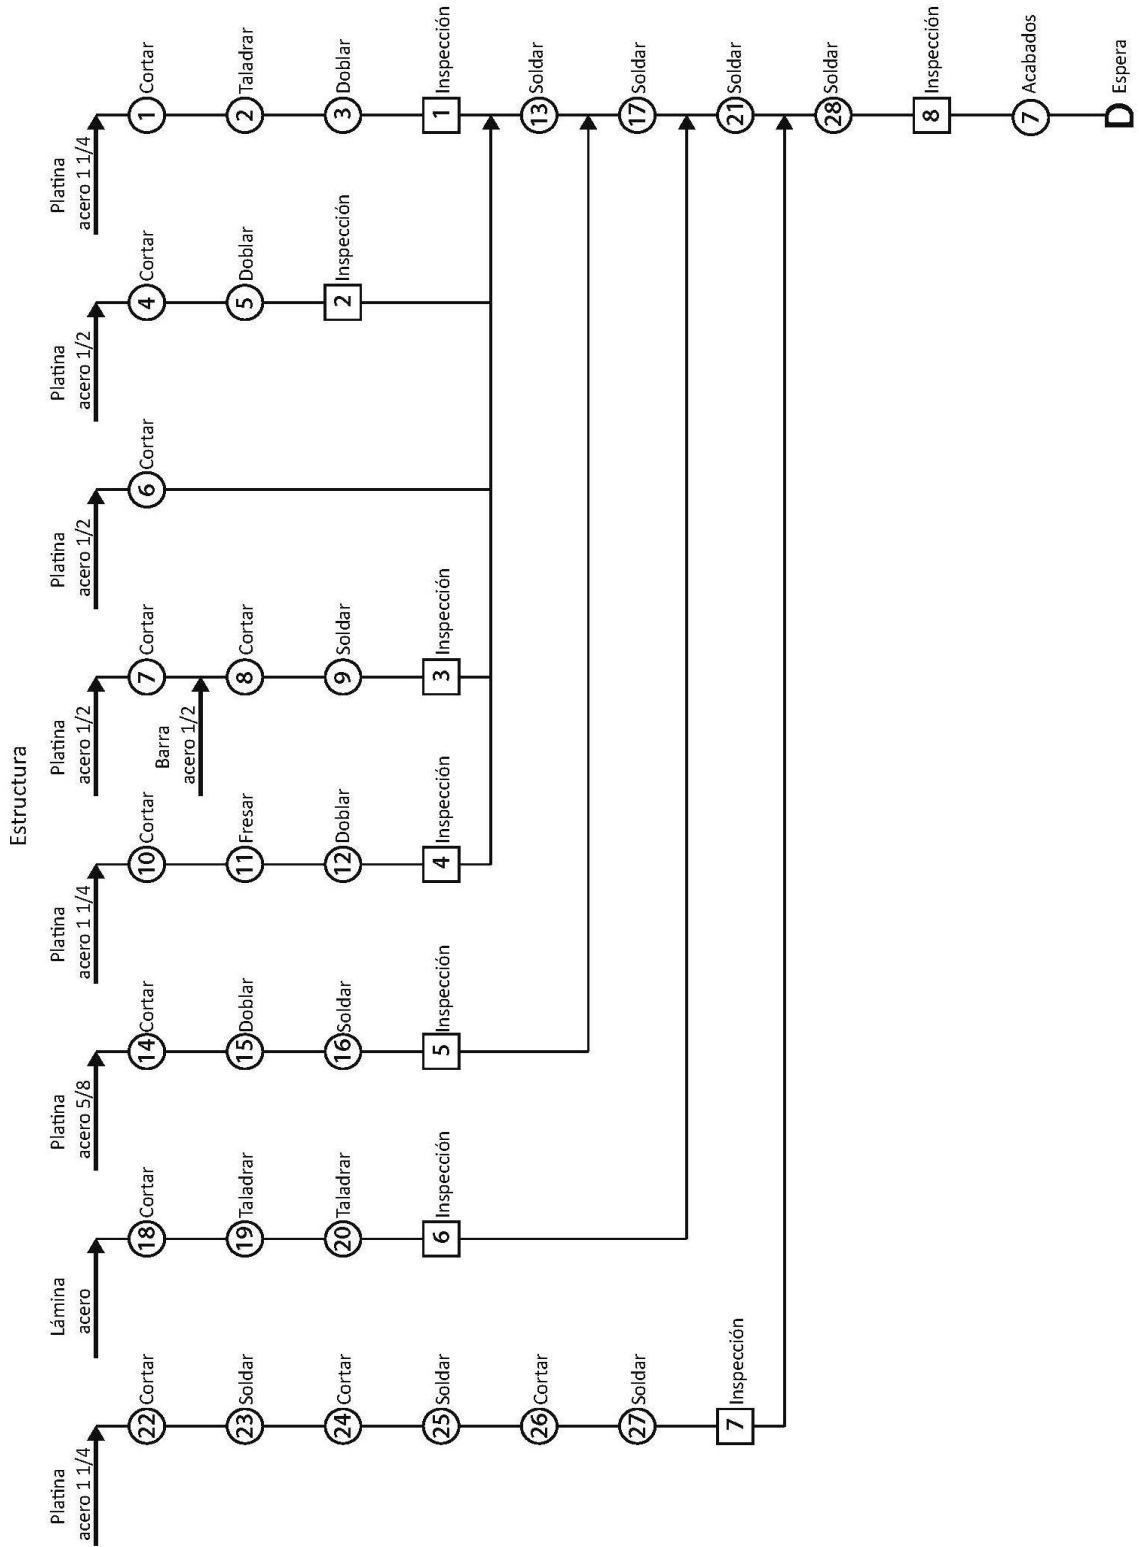 Estructura
Platina
acero 1 1/4
22 Cortar
23 Soldar
24 Cortar
25 Soldar
26 Cortar
27 Soldar
7 Inspección
Lámina
acero
18 Cortar
19 Taladrar
20 Taladrar
6 Inspección
Platina
acero 5/8
14 Cortar
15 Doblar
16 Soldar
5 Inspección
Platina
acero 1 1/4
10 Cortar
11 Fresar
12 Doblar
4 Inspección
Platina
acero 1/2
7 Cortar
Barra
acero 1/2
8 Cortar
9 Soldar
3 Inspección
Platina
acero 1/2
6 Cortar
Platina
acero 1/2
4 Cortar
5 Doblar
2 Inspección
Platina
acero 1 1/4
1 Cortar
2 Taladrar
3 Doblar
1 Inspección
13 Soldar
17 Soldar
21 Soldar
28 Soldar
8 Inspección
7 Acabados
D Espera